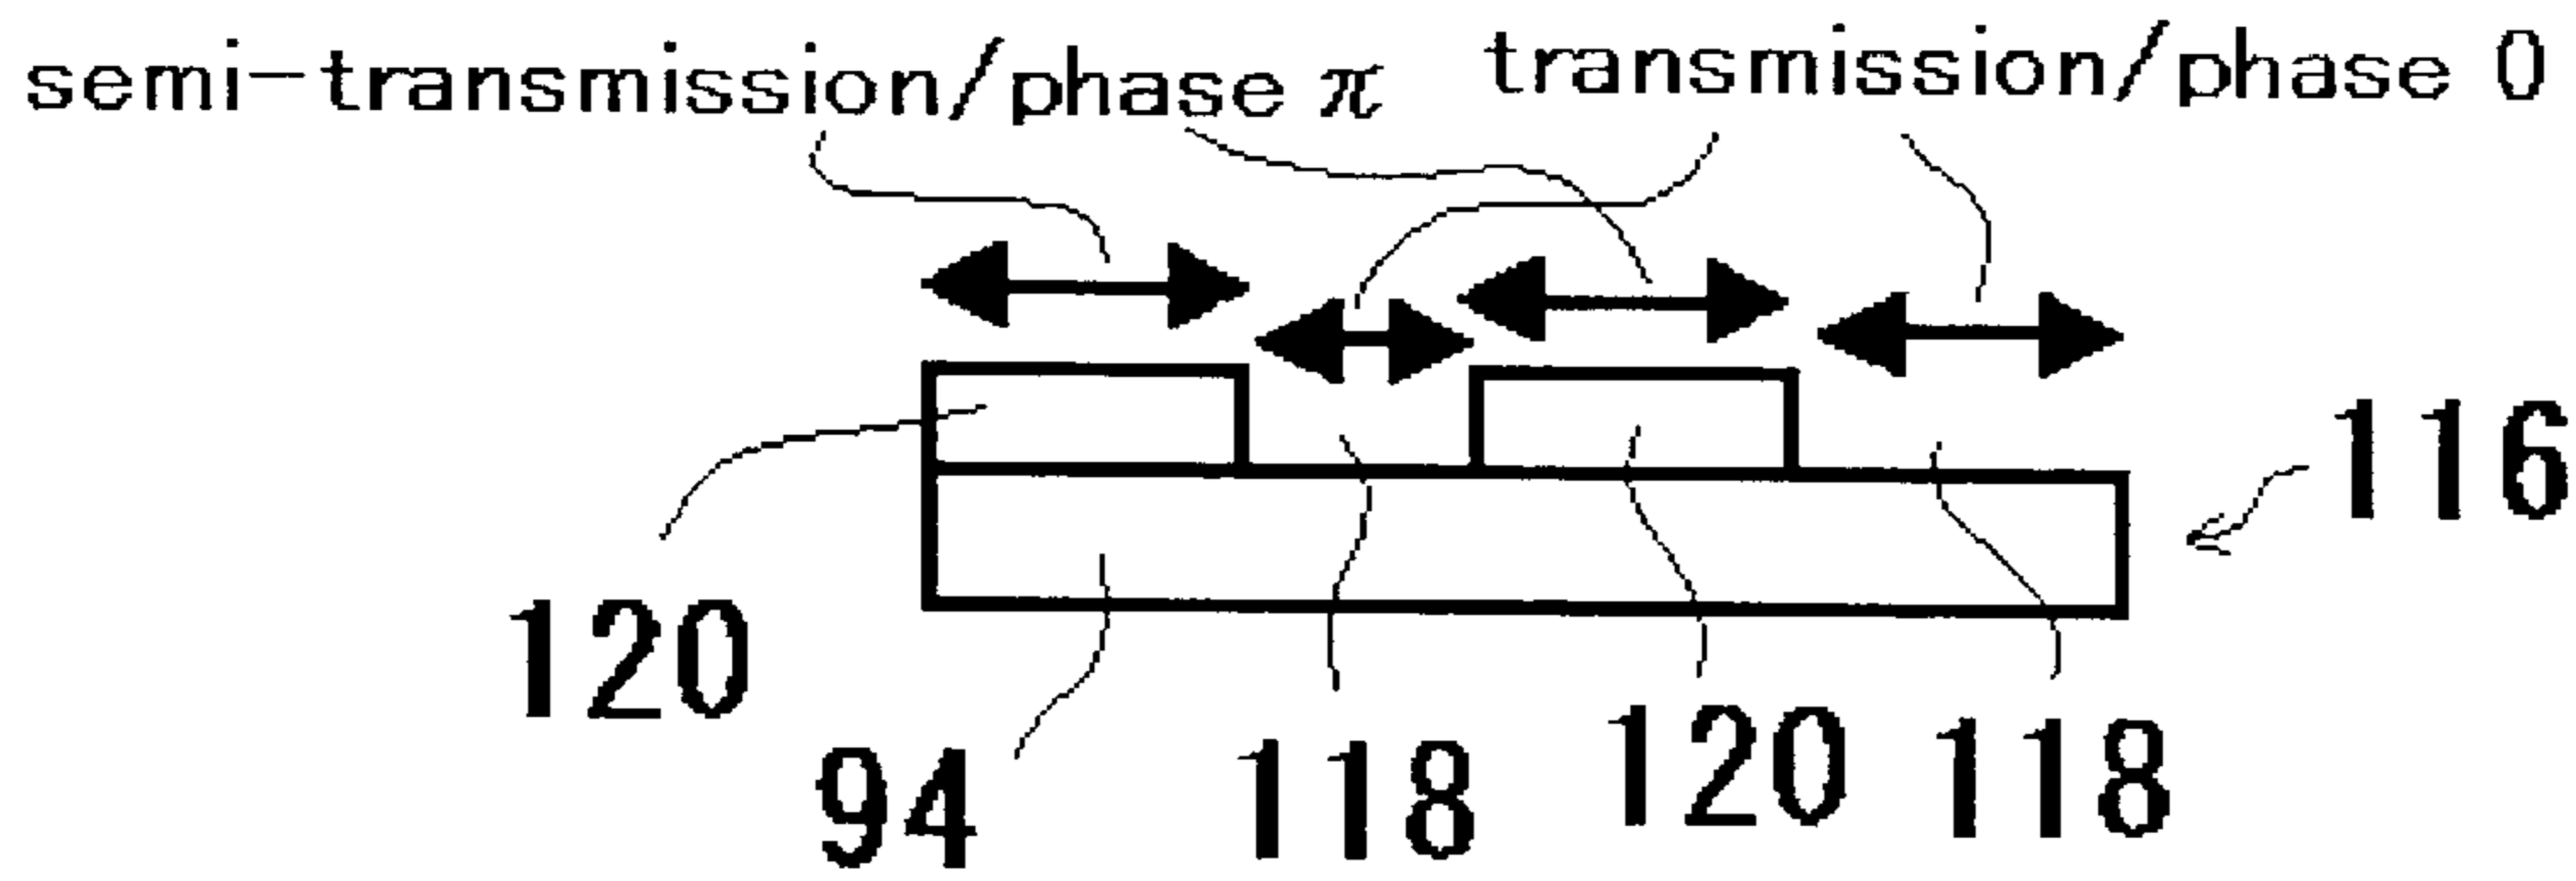 semi-transmission/phase π transmission/phase 0
116
120 94 118 120 118